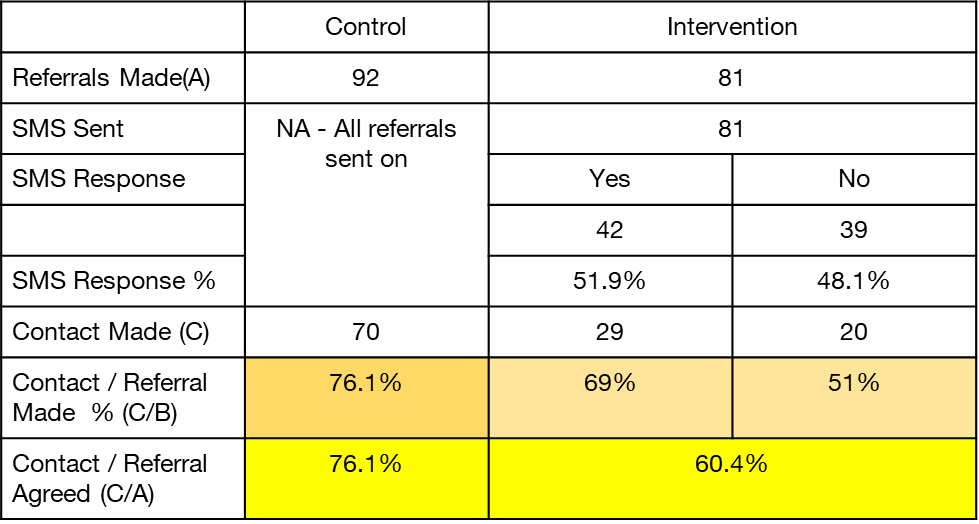 Control Intervention
Referrals Made(A) 92 81
SMS Sent NA - All referrals 81
sent on
SMS Response Yes No
42 39
SMS Response % 51.9% 48.1%
Contact Made (C) 70 29 20
Contact / Referral 76.1% 69% 51%
Made % (C/B)
Contact / Referral 76.1% 60.4%
Agreed (C/A)